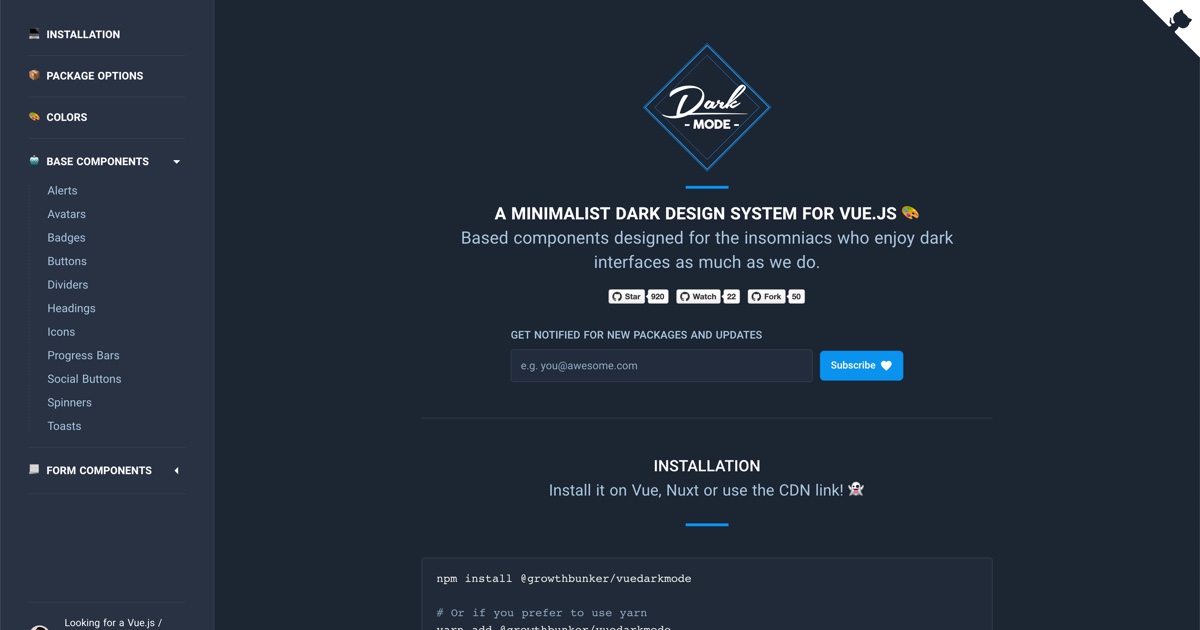 INSTALLATION
PACKAGE OPTIONS
COLORS
BASE COMPONENTS
Alerts
Avatars
Badges
Buttons
Dividers
Headings
Icons
Progress Bars
Social Buttons
Spinners
Toasts
FORM COMPONENTS
Looking for a Vue.js /
Dark
- MODE -
A MINIMALIST DARK DESIGN SYSTEM FOR VUE.JS 🎨
Based components designed for the insomniacs who enjoy dark
interfaces as much as we do.
Star 920 Watch 22 Fork 50
GET NOTIFIED FOR NEW PACKAGES AND UPDATES
e.g. you@awesome.com Subscribe
INSTALLATION
Install it on Vue, Nuxt or use the CDN link! 👻
npm install @growthbunker/vuedarkmode
# Or if you prefer to use yarn
yarn add @growthbunker/vuedarkmode